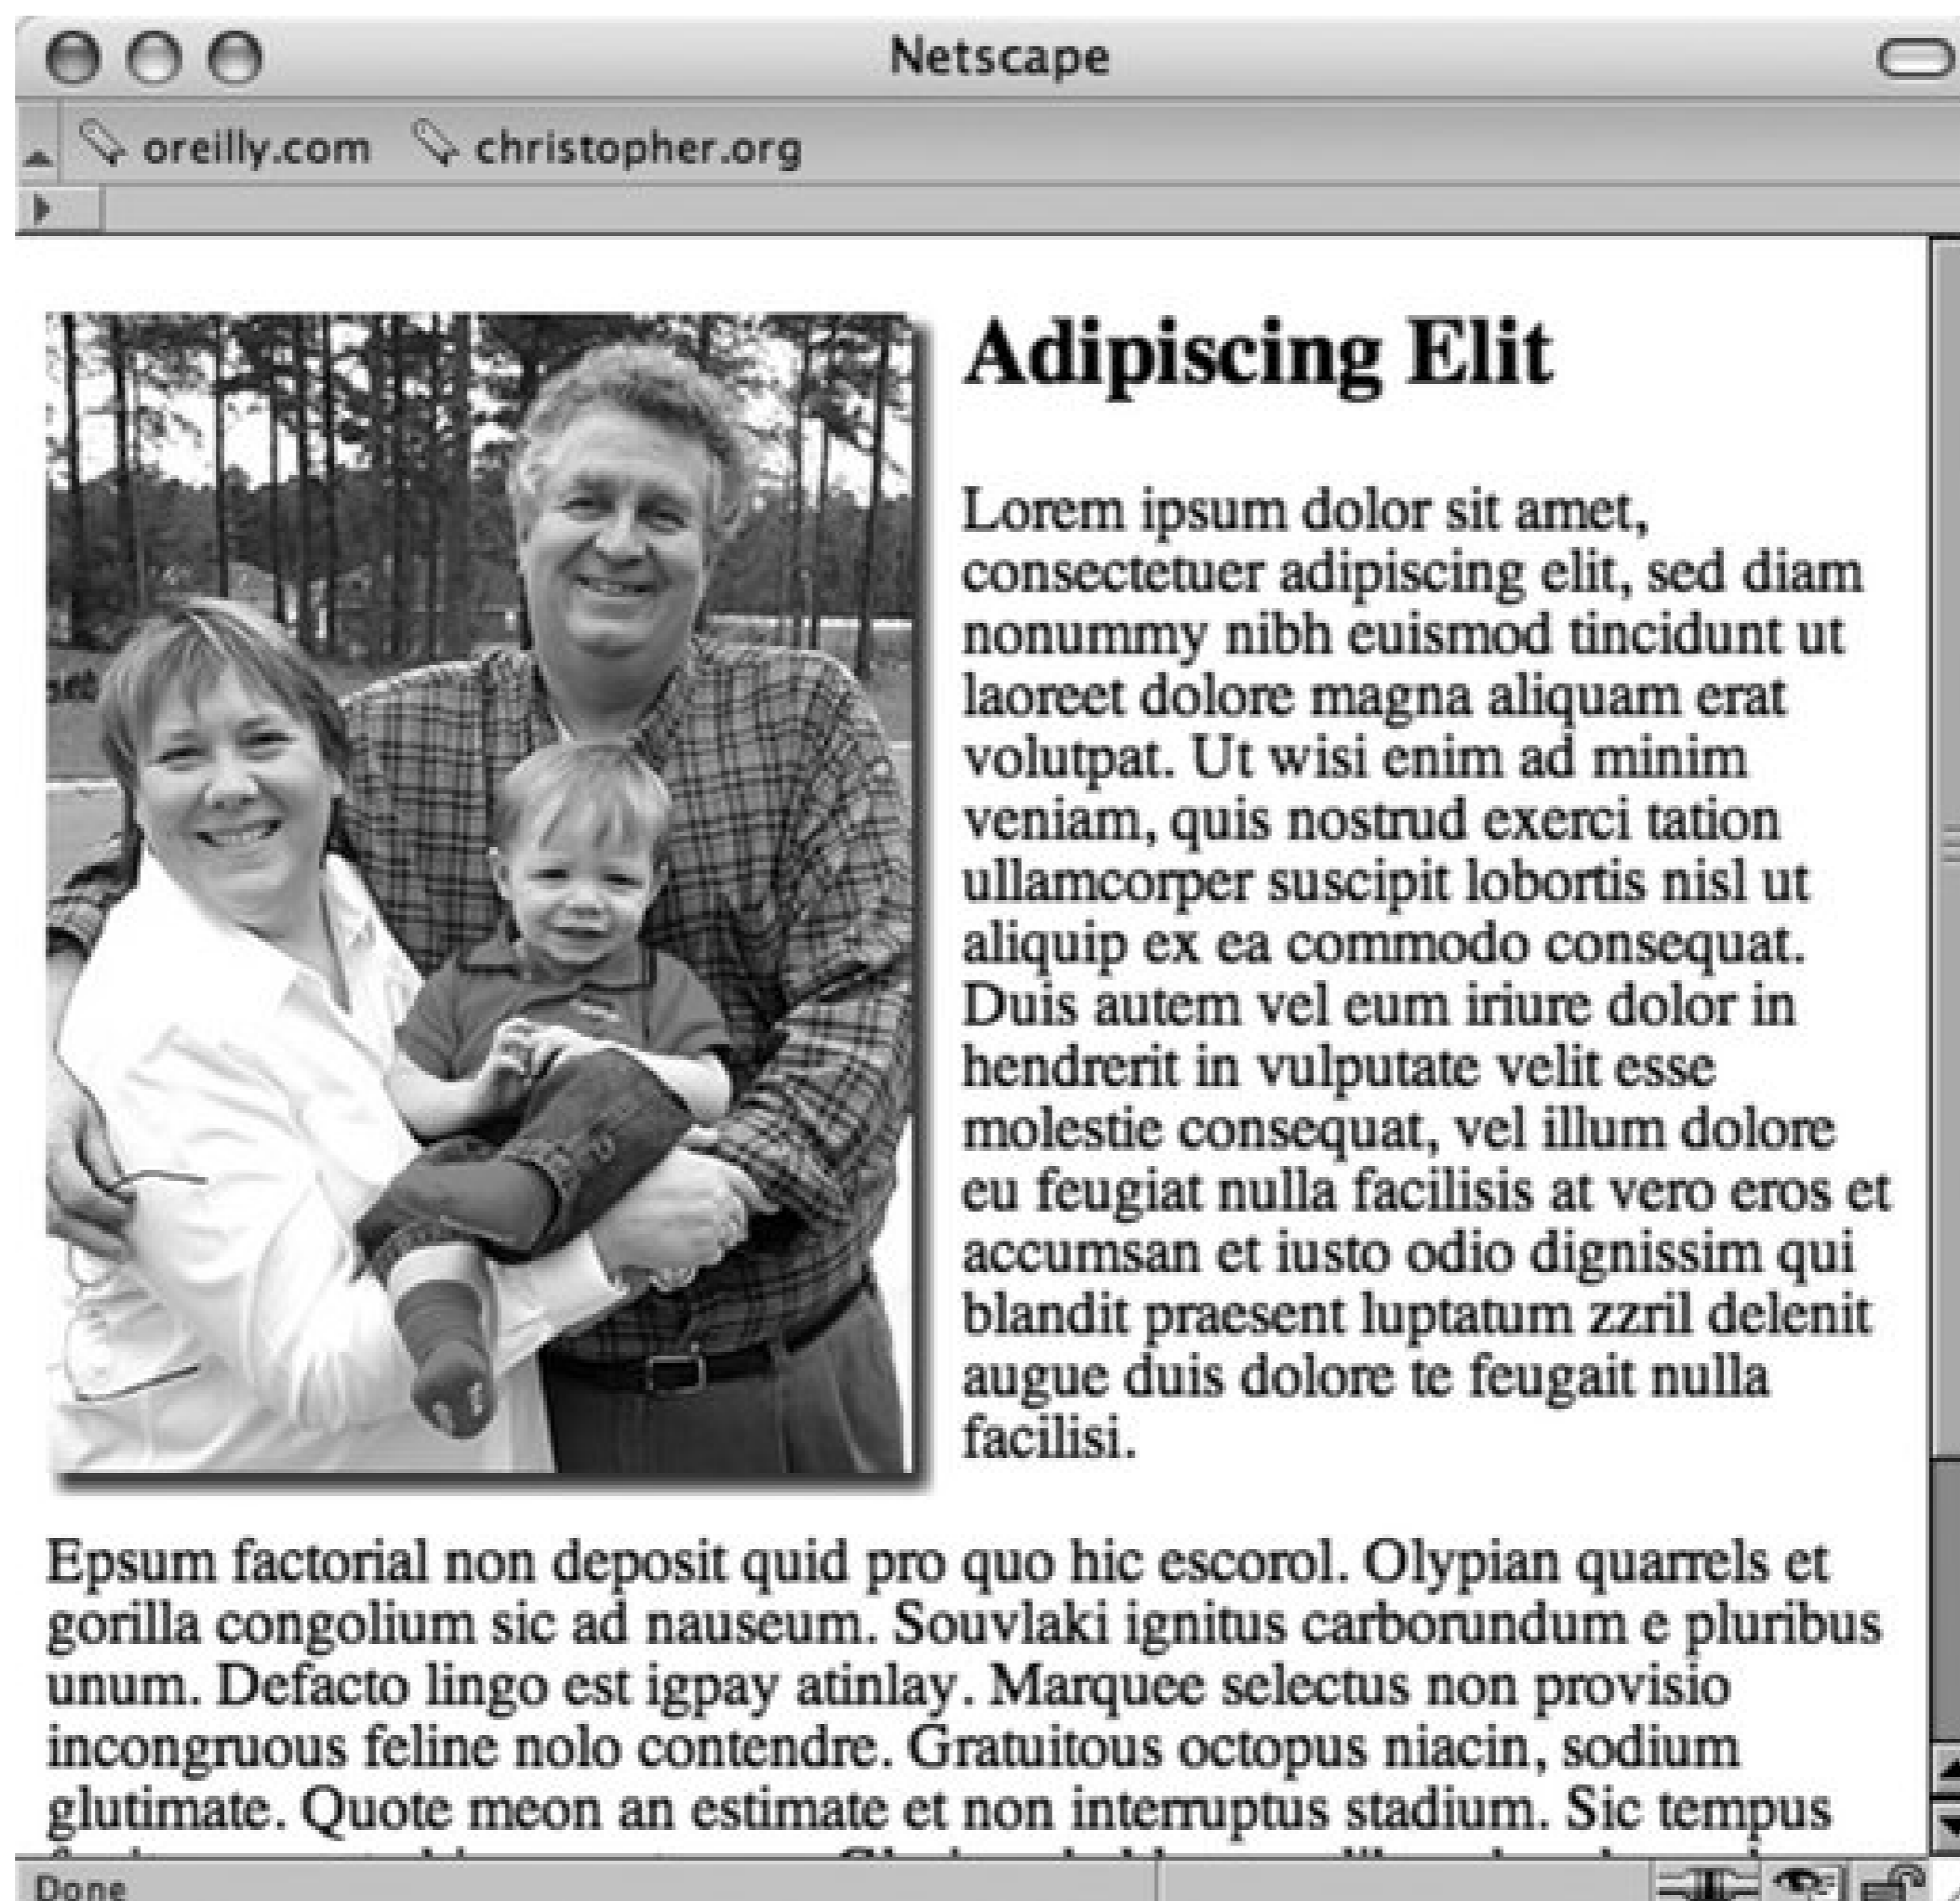 Netscape
oreilly.com christopher.org
Adipiscing Elit
Lorem ipsum dolor sit amet,
consectetuer adipiscing elit, sed diam
nonummy nibh euismod tincidunt ut
laoreet dolore magna aliquam erat
volutpat. Ut wisi enim ad minim
veniam, quis nostrud exerci tation
ullamcorper suscipit lobortis nisl ut
aliquip ex ea commodo consequat.
Duis autem vel eum iriure dolor in
hendrerit in vulputate velit esse
molestie consequat, vel illum dolore
eu feugiat nulla facilisis at vero eros et
accumsan et iusto odio dignissim qui
blandit praesent luptatum zzril delenit
augue duis dolore te feugait nulla
facilisi.
Epsum factorial non deposit quid pro quo hic escorol. Olypian quarrels et
gorilla congolium sic ad nauseum. Souvlaki ignitus carborundum e pluribus
unum. Defacto lingo est igpay atinlay. Marquee selectus non provisio
incongruous feline nolo contendre. Gratuitous octopus niacin, sodium
glutimate. Quote meon an estimate et non interruptus stadium. Sic tempus
Done